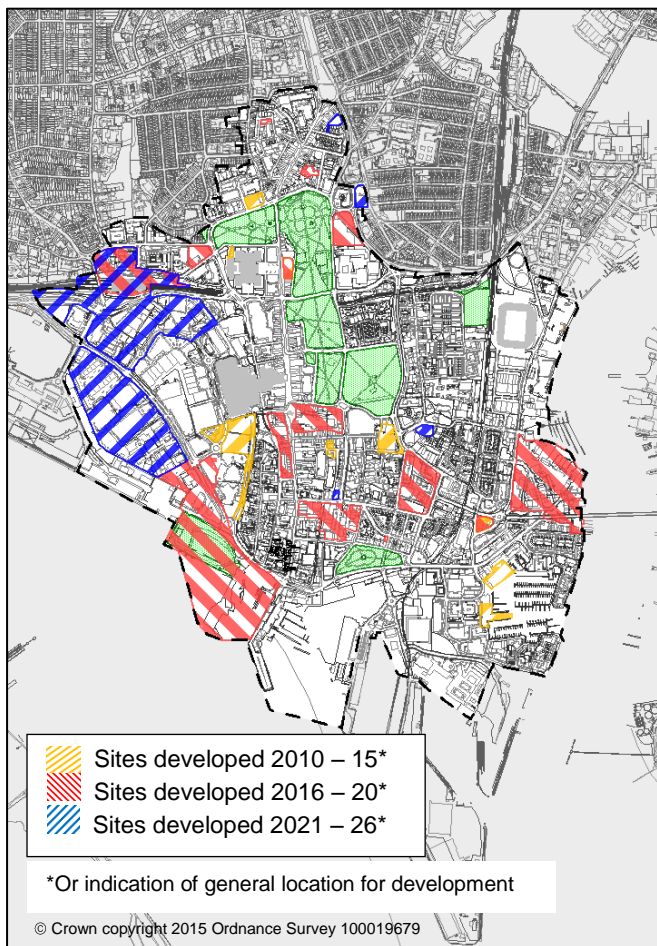 Sites developed 2010 – 15*
Sites developed 2016 – 20*
Sites developed 2021 – 26*
*Or indication of general location for development
© Crown copyright 2015 Ordnance Survey 100019679